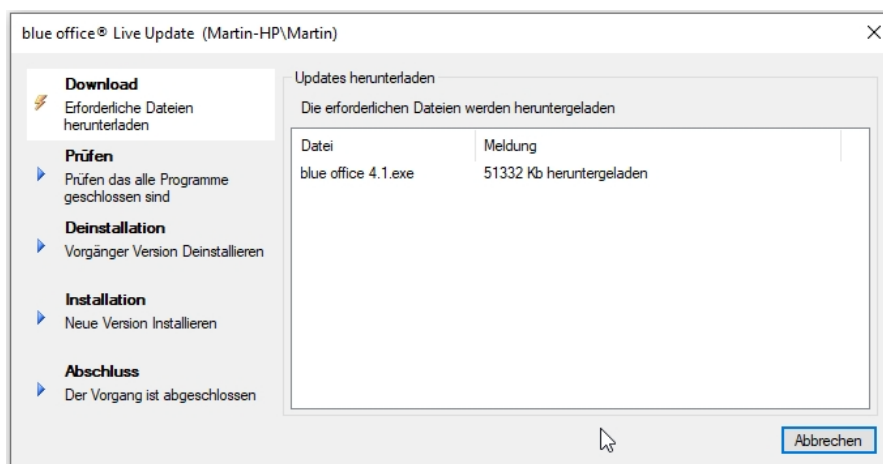 blue office® Live Update (Martin-HP\Martin)
Download
Erforderliche Dateien
herunterladen
Prüfen
Prüfen das alle Programme
geschlossen sind
Deinstallation
Vorgänger Version Deinstallieren
Installation
Neue Version Installieren
Abschluss
Der Vorgang ist abgeschlossen
Updates herunterladen
Die erforderlichen Dateien werden heruntergeladen
Datei Meldung
blue office 4.1.exe 51332 Kb heruntergeladen
Abbrechen